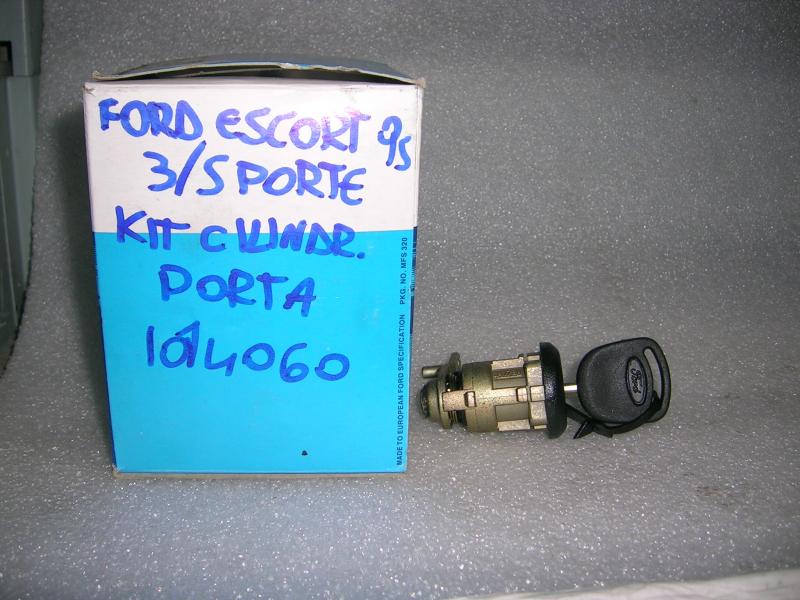 FORD ESCORT 95
3/5 PORTE
KIT CILINDR.
PORTA
1014060
MADE TO EUROPEAN FORD SPECIFICATION PKG. NO. MFS 320
Ford